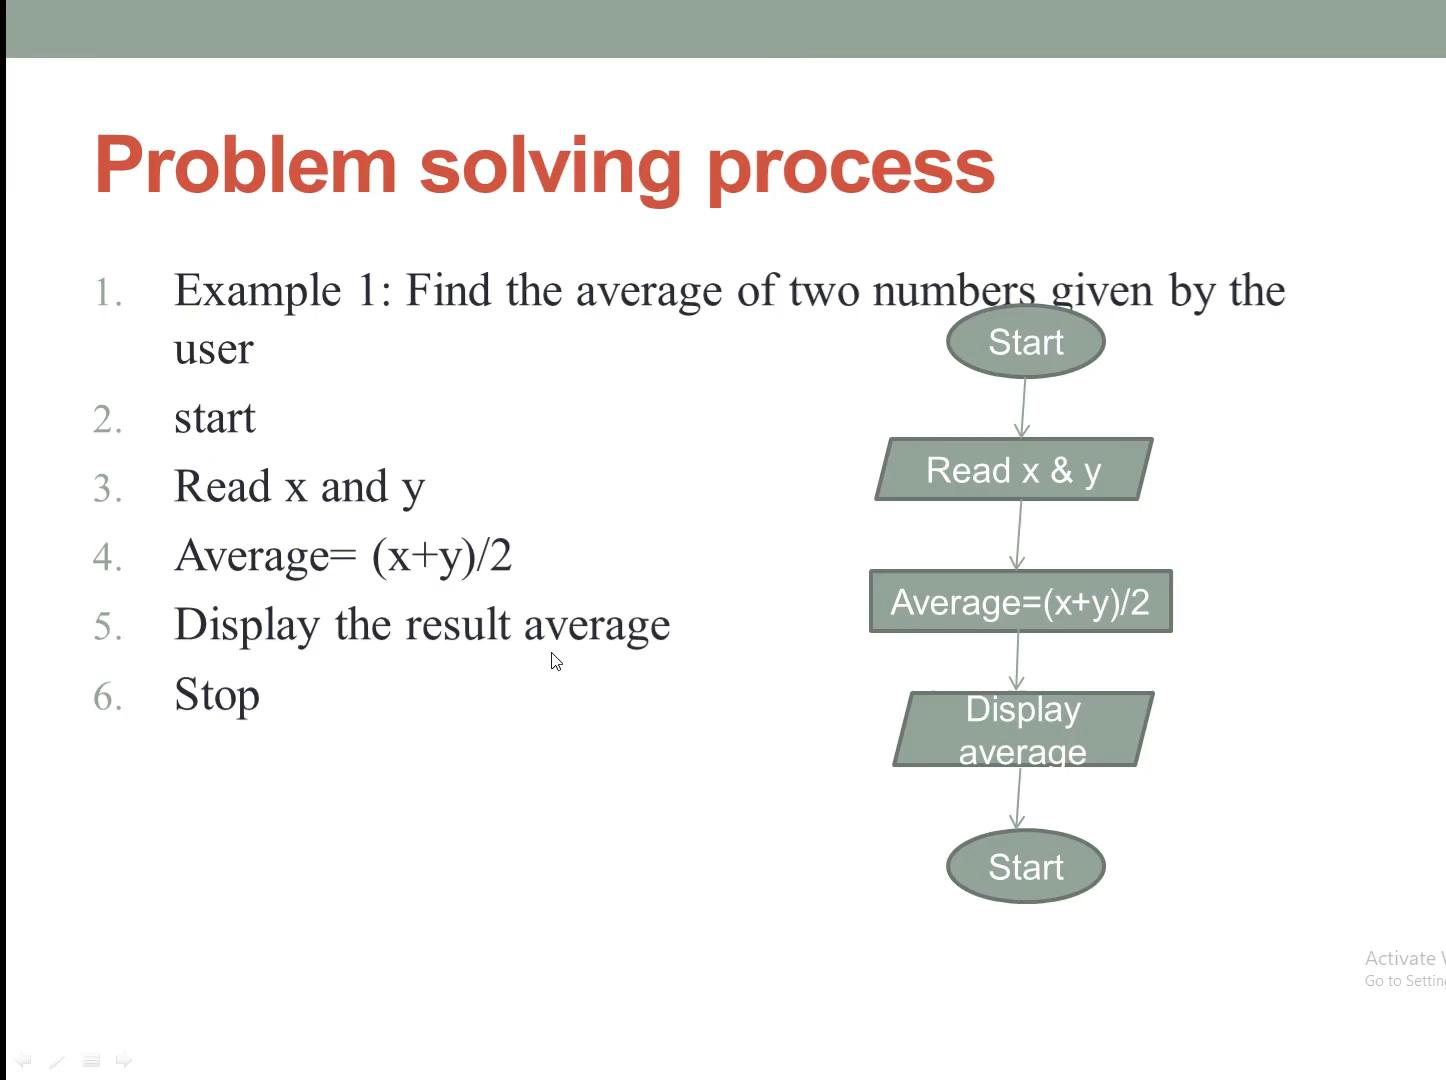 Problem solving process
1. Example 1: Find the average of two numbers given by the
user
2. start
3. Read x and y
4. Average= (x+y)/2
5. Display the result average
6. Stop
Start
Read x & y
Average=(x+y)/2
Display
average
Start
Activate
Go to